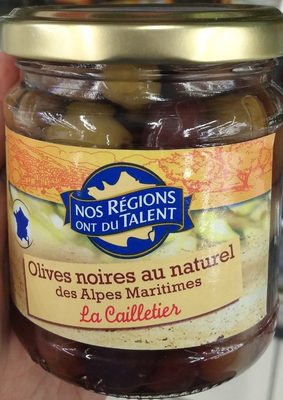 NOS RÉGIONS
ONT DU TALENT
Olives noires au naturel
des Alpes Maritimes
La Cailletier